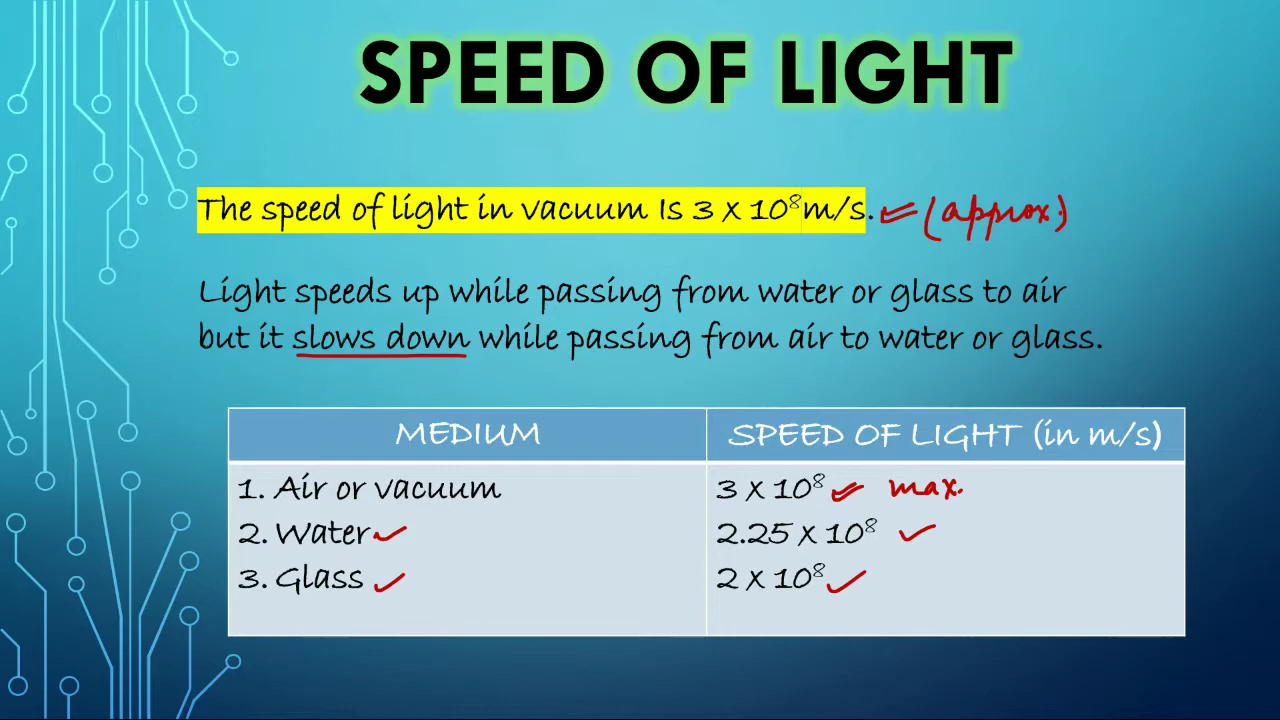 SPEED OF LIGHT
The speed of light in vacuum Is 3 X 10⁸m/s. (approx.)
Light speeds up while passing from water or glass to air
but it slows down while passing from air to water or glass.
MEDIUM SPEED OF LIGHT (in m/s)
1. Air or vacuum 3 X 10⁸ max.
2. Water 2.25 X 10⁸
3. Glass 2 X 10⁸